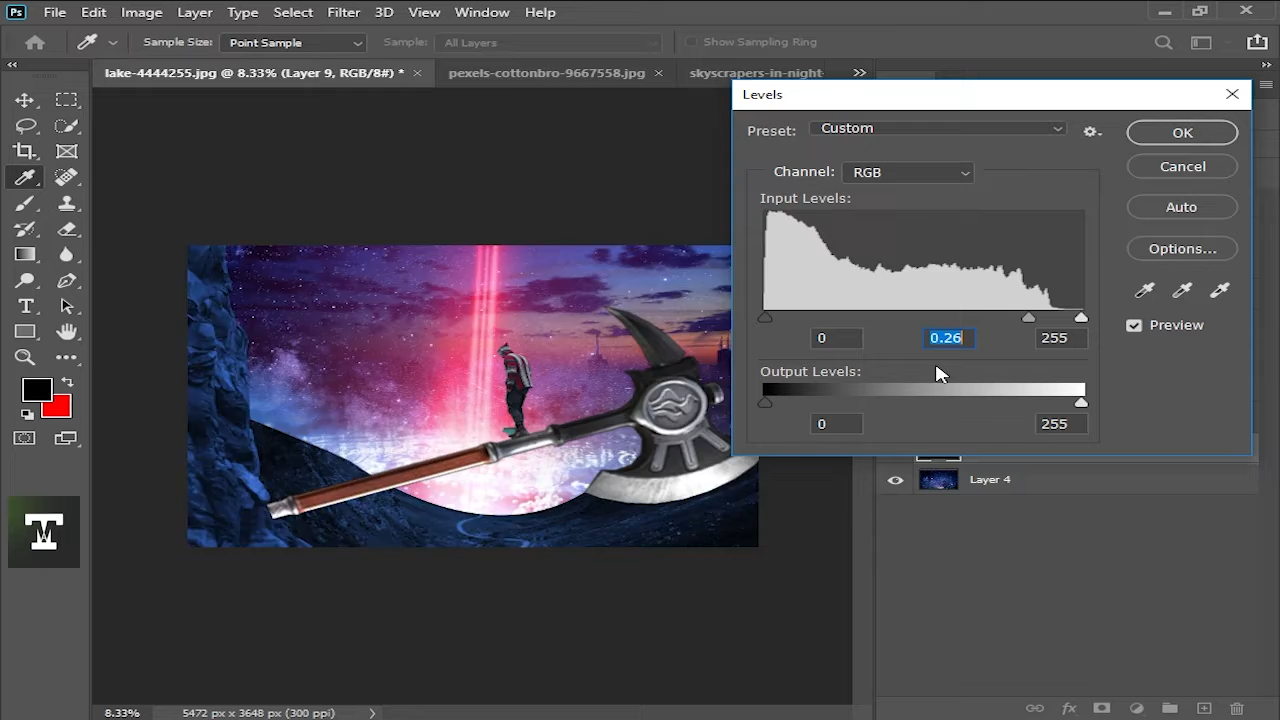 Ps File Edit Image Layer Type Select Filter 3D View Window Help
Sample Size: Point Sample Sample: All Layers Show Sampling Ring
lake-4444255.jpg @ 8.33% (Layer 9, RGB/8#) * pexels-cottonbro-9667558.jpg skyscrapers-in-night
Levels
Preset: Custom OK
Channel: RGB Cancel
Input Levels:
Auto
Options...
Preview
0 0.26 255
Output Levels:
0 255
Layer 4
T
8.33% 5472 px x 3648 px (300 ppi)
fx